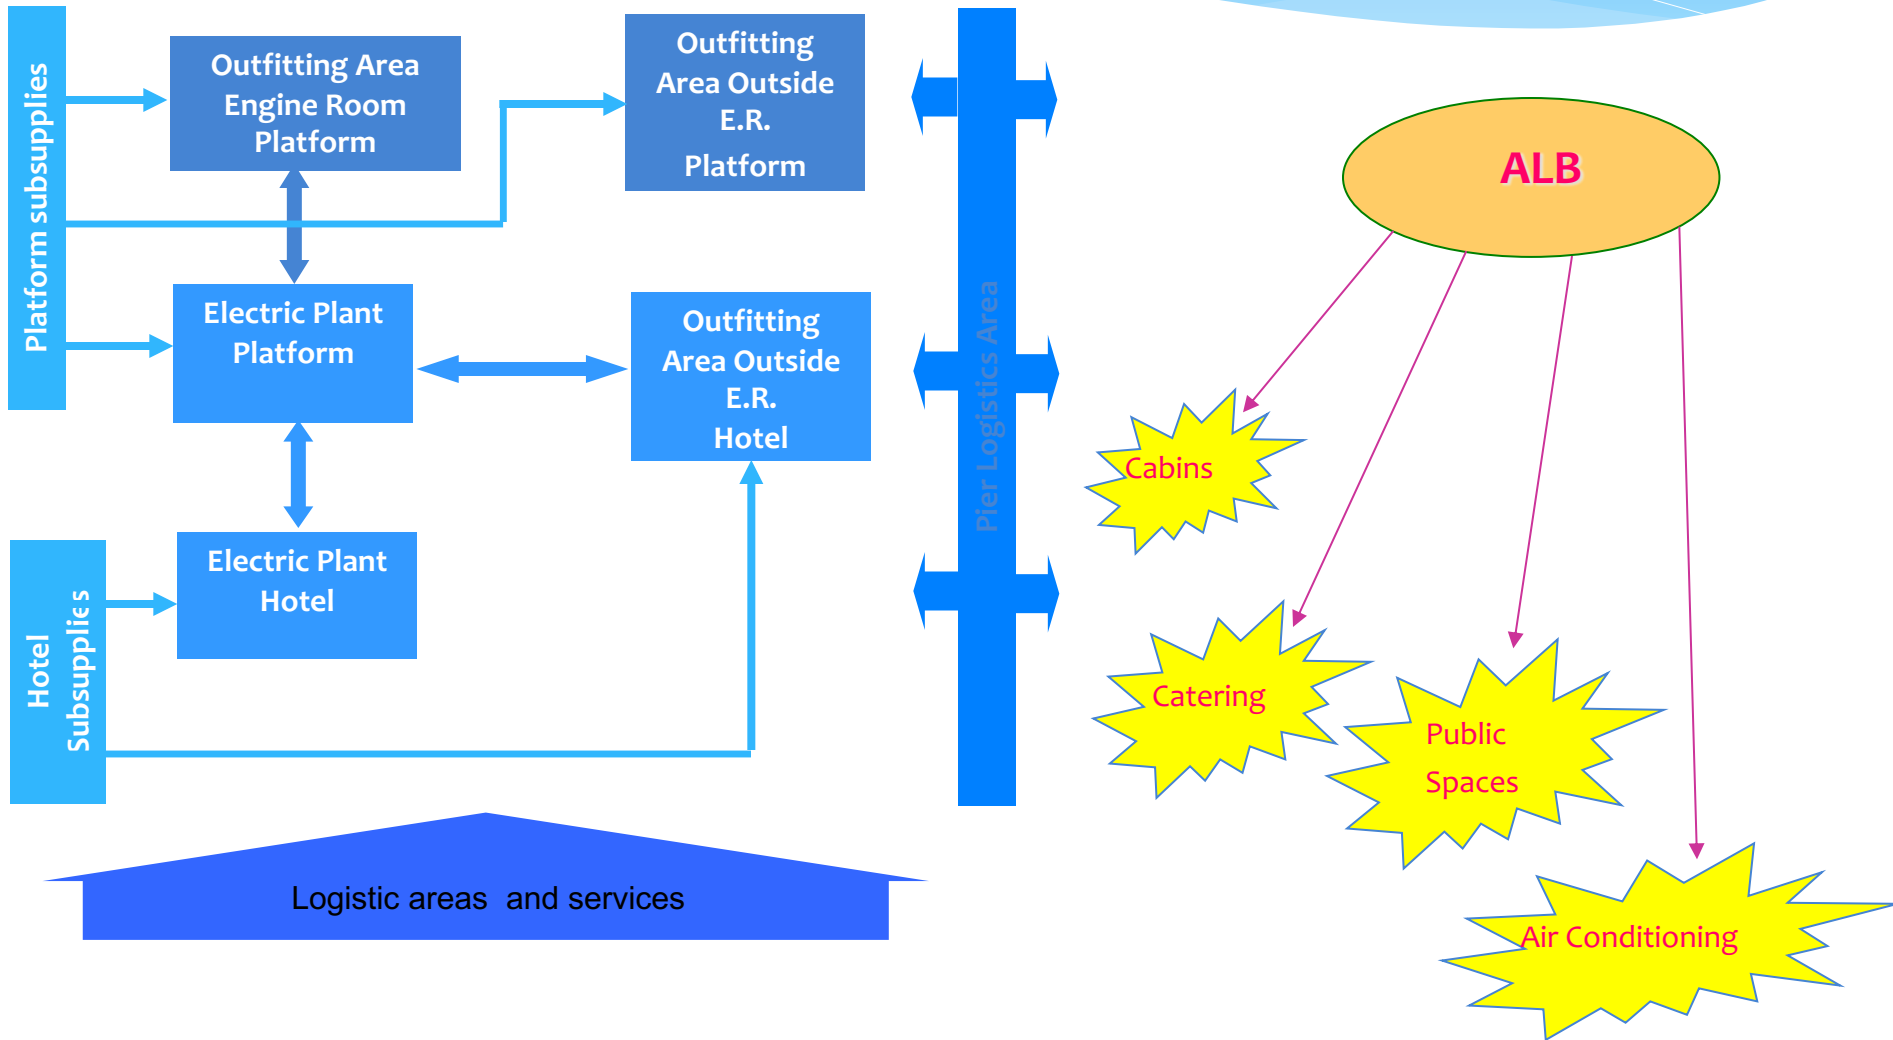 Platform subsupplies
Outfitting Area
Engine Room
Platform
Outfitting
Area Outside
E.R.
Platform
Electric Plant
Platform
Outfitting
Area Outside
E.R.
Hotel
Hotel
Subsupplies
Electric Plant
Hotel
Logistic areas  and services
Pier Logistics Area
ALB
Cabins
Catering
Public
Spaces
Air Conditioning